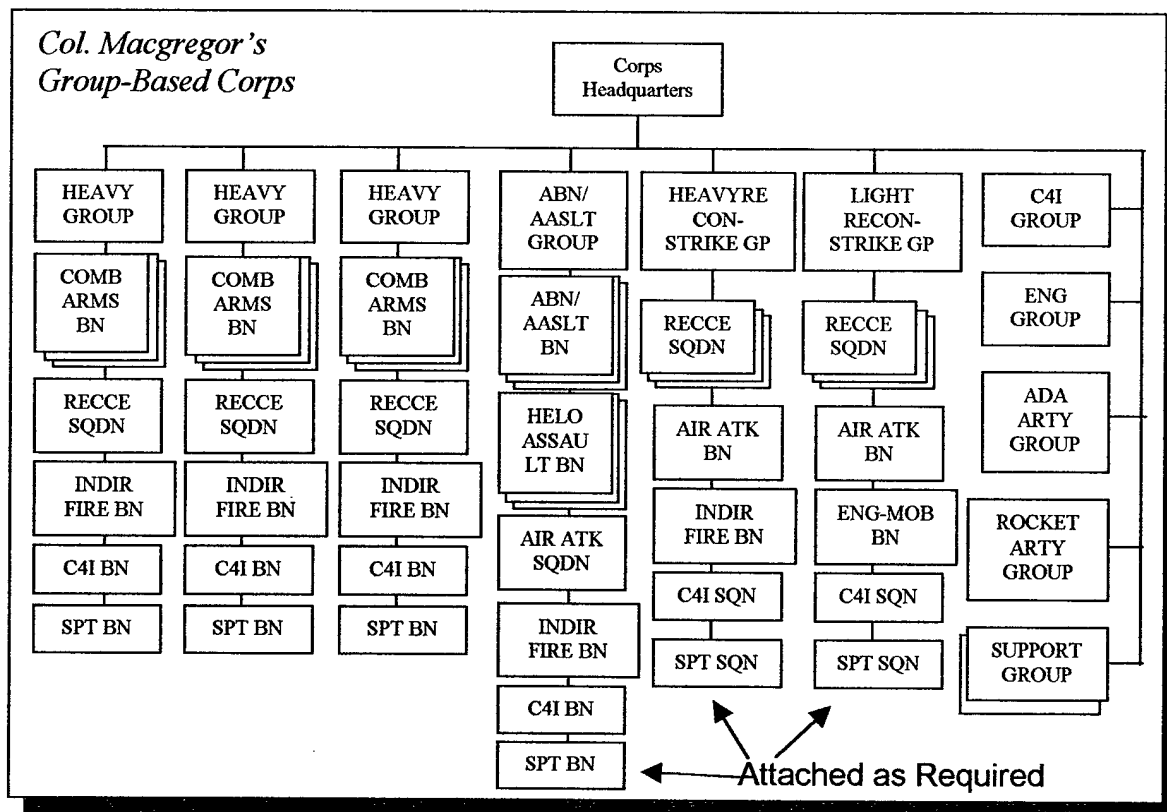 Col. Macgregor's
Group-Based Corps
Corps
Headquarters
HEAVY
GROUP
COMB
ARMS
BN
RECCE
SQDN
INDIR
FIRE BN
C4I BN
SPT BN
HEAVY
GROUP
COMB
ARMS
BN
RECCE
SQDN
INDIR
FIRE BN
C4I BN
SPT BN
HEAVY
GROUP
COMB
ARMS
BN
RECCE
SQDN
INDIR
FIRE BN
C4I BN
SPT BN
ABN/
AASLT
GROUP
ABN/
AASLT
BN
HELO
ASSAU
LT BN
AIR ATK
SQDN
INDIR
FIRE BN
C4I BN
SPT BN
HEAVYRE
CON-
STRIKE GP
RECCE
SQDN
AIR ATK
BN
INDIR
FIRE BN
C4I SQN
SPT SQN
LIGHT
RECON-
STRIKE GP
RECCE
SQDN
AIR ATK
BN
ENG-MOB
BN
C4I SQN
SPT SQN
C4I
GROUP
ENG
GROUP
ADA
ARTY
GROUP
ROCKET
ARTY
GROUP
SUPPORT
GROUP
Attached as Required